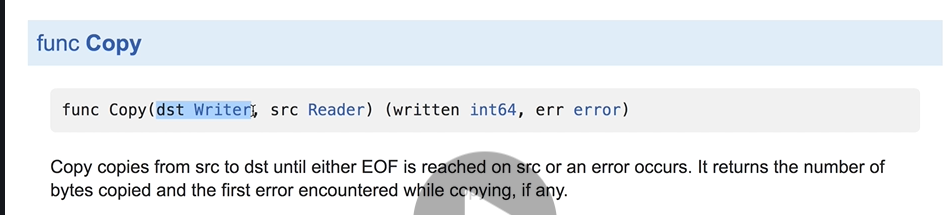 func Copy
func Copy(dst Writer, src Reader) (written int64, err error)
Copy copies from src to dst until either EOF is reached on src or an error occurs. It returns the number of
bytes copied and the first error encountered while copying, if any.